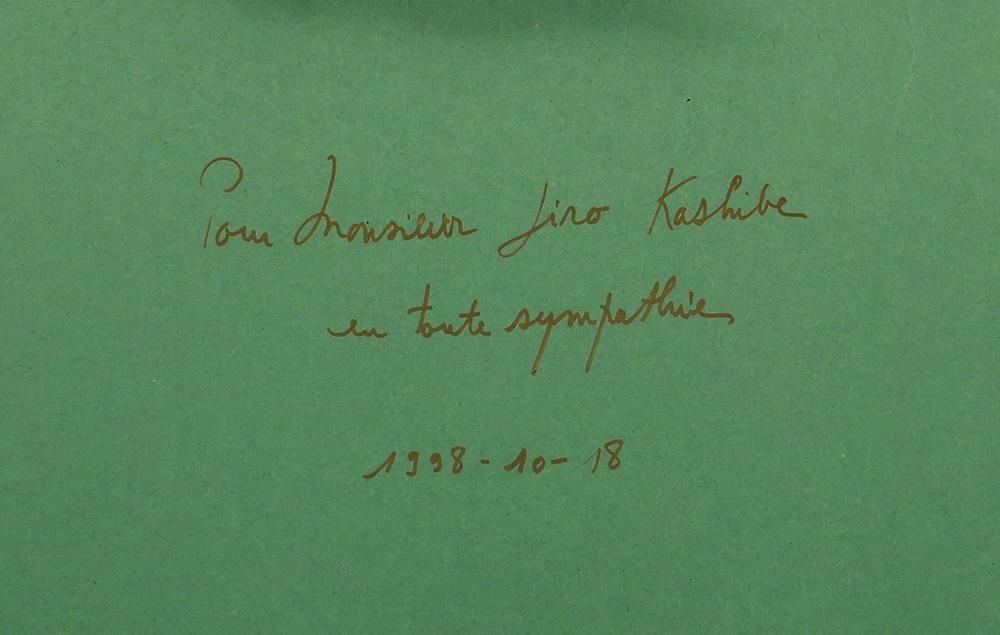 Pour Monsieur Jiro Kashibe
en toute sympathie
1998-10-18